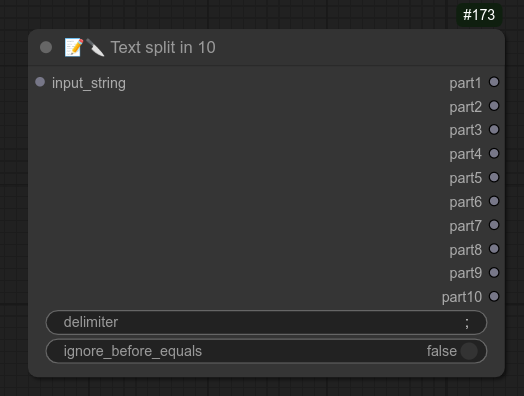 #173
📝🔪 Text split in 10
input_string
part1
part2
part3
part4
part5
part6
part7
part8
part9
part10
delimiter ;
ignore_before_equals false